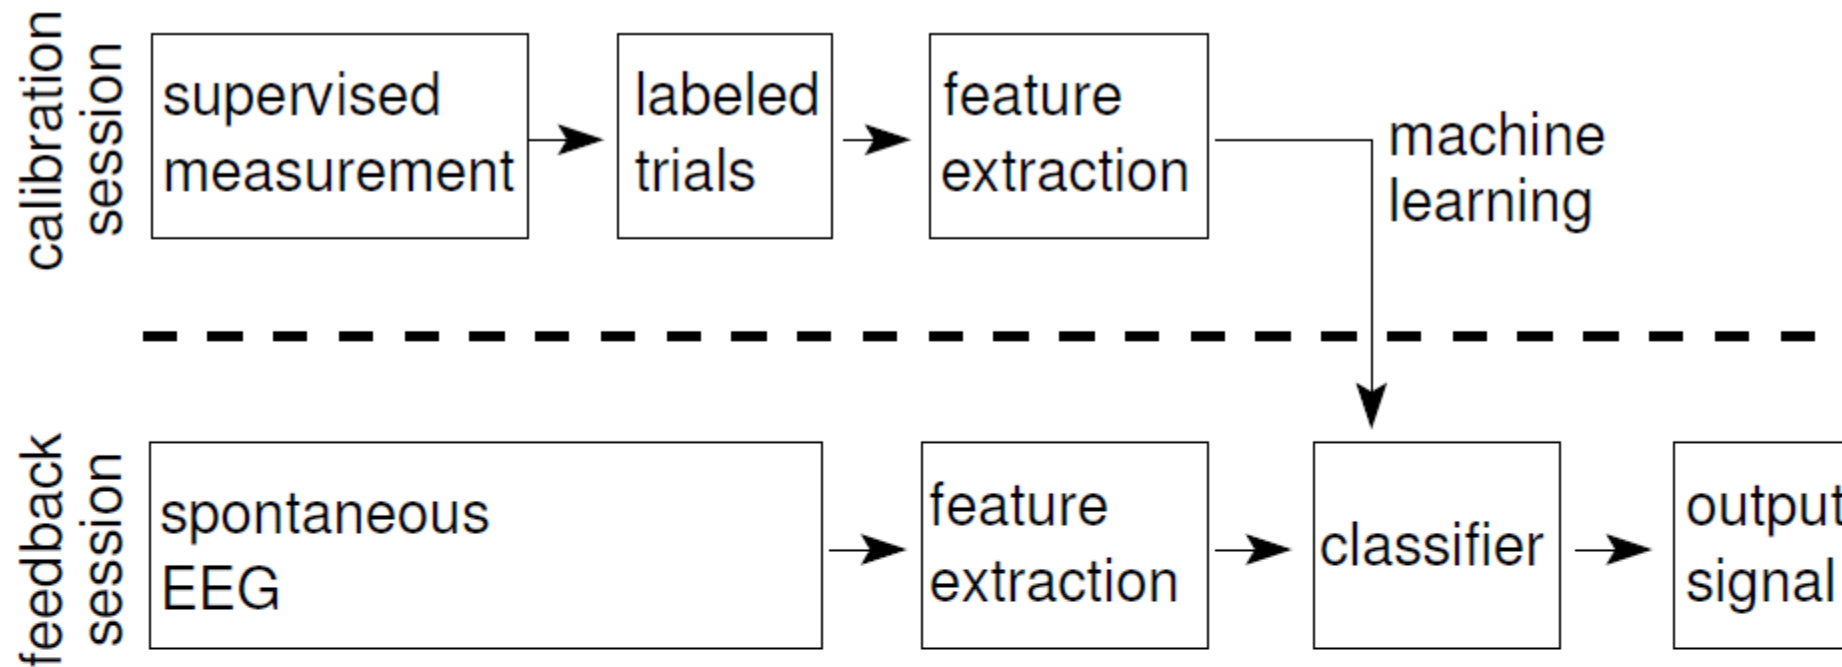 calibration
session
supervised
measurement
labeled
trials
feature
extraction
machine
learning
feedback
session
spontaneous
EEG
feature
extraction
classifier
output
signal